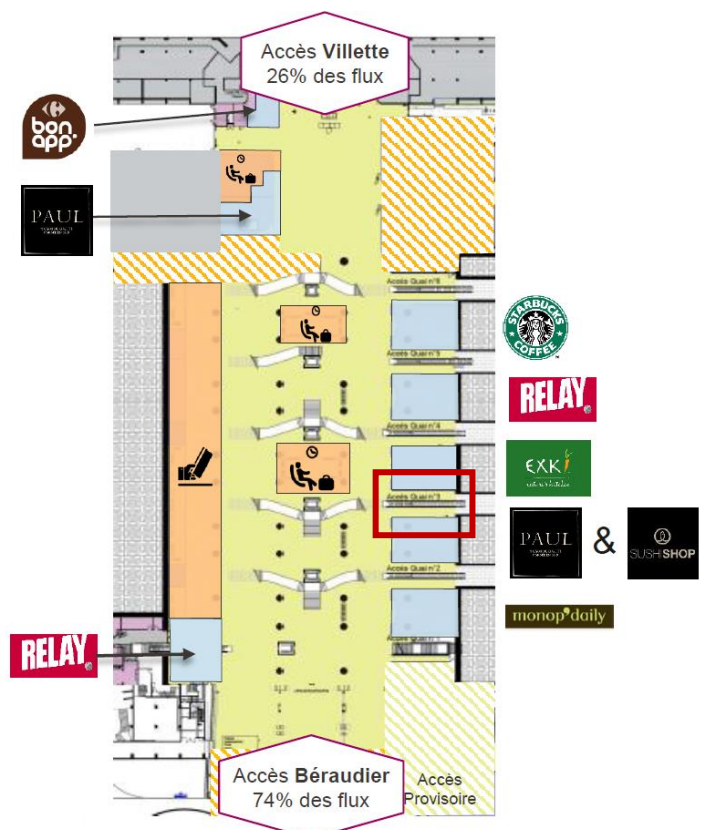 Accès Villette
26% des flux
bon
app!
PAUL
Accès Quai n°6
STARBUCKS
COFFEE
Accès Quai n°5
RELAY
Accès Quai n°4
EXKi
Accès Quai n°3
PAUL
&
SUSHISHOP
Accès Quai n°2
monop'daily
RELAY
Accès Béraudier
74% des flux
Accès
Provisoire